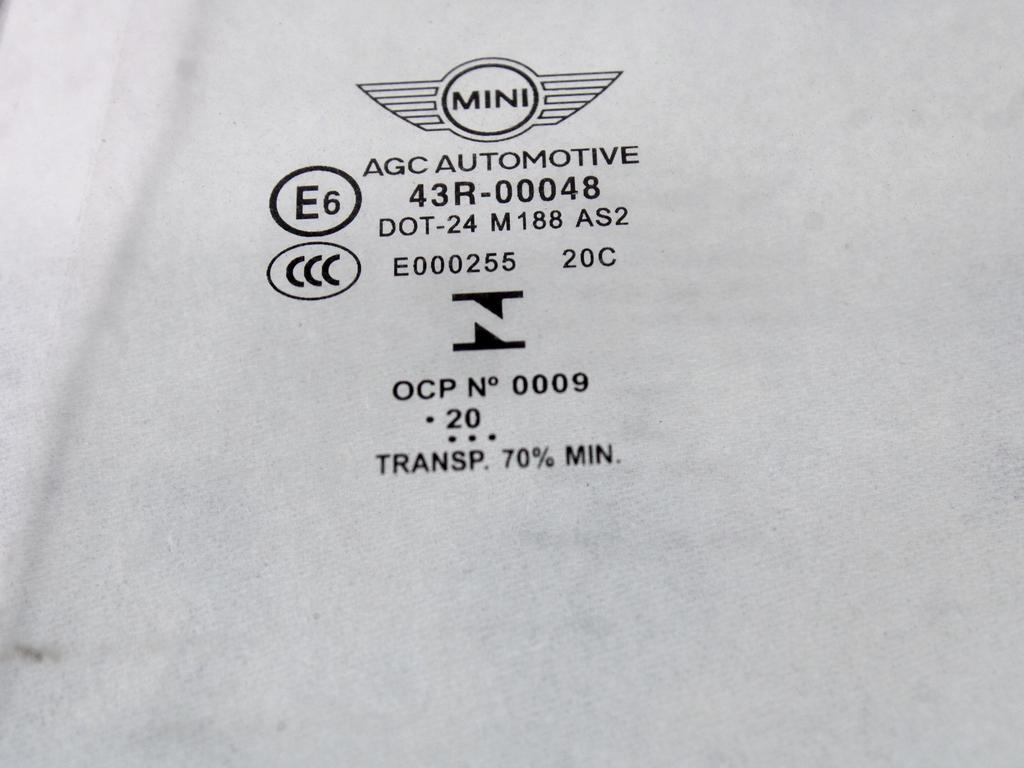 MINI
AGC AUTOMOTIVE
E6 43R-00048
DOT-24 M188 AS2
CCC E000255 20C
OCP Nº 0009
· 20
...
TRANSP. 70% MIN.